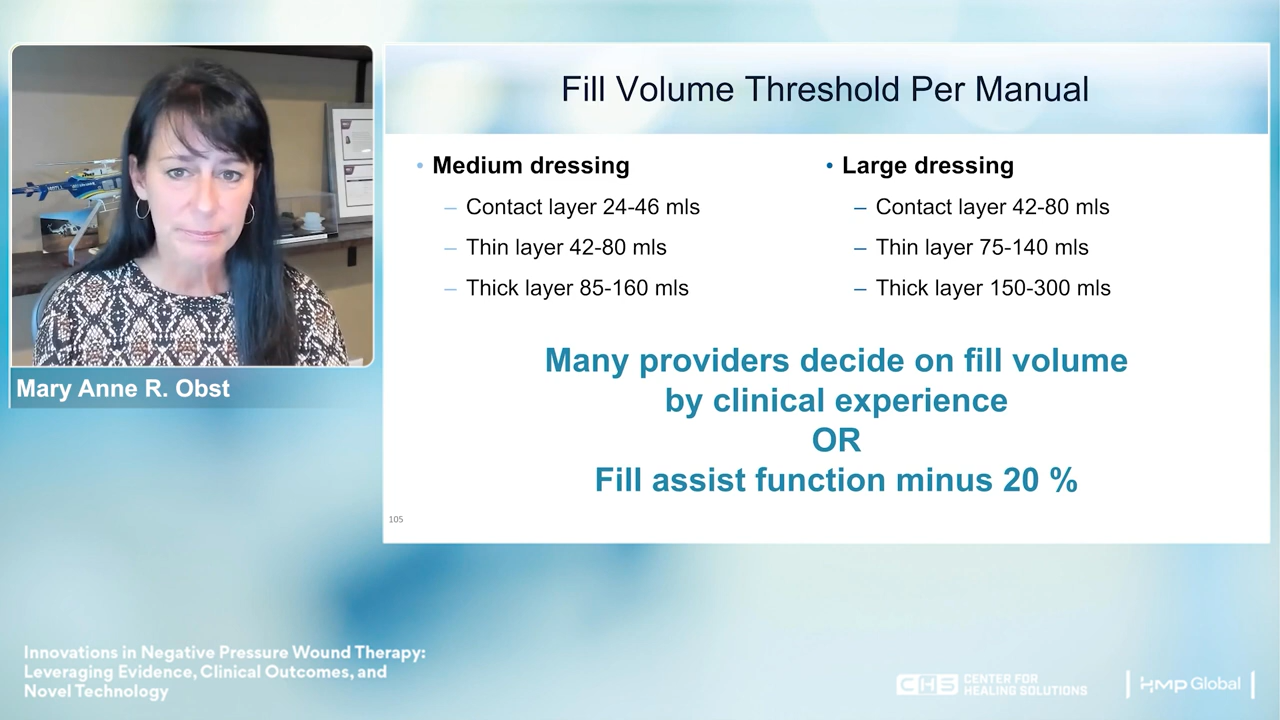 Fill Volume Threshold Per Manual
• Medium dressing
– Contact layer 24-46 mls
– Thin layer 42-80 mls
– Thick layer 85-160 mls
• Large dressing
– Contact layer 42-80 mls
– Thin layer 75-140 mls
– Thick layer 150-300 mls
Many providers decide on fill volume
by clinical experience
OR
Fill assist function minus 20 %
105
Mary Anne R. Obst
Innovations in Negative Pressure Wound Therapy:
Leveraging Evidence, Clinical Outcomes, and
Novel Technology
CHS CENTER FOR
HEALING SOLUTIONS
HMP Global